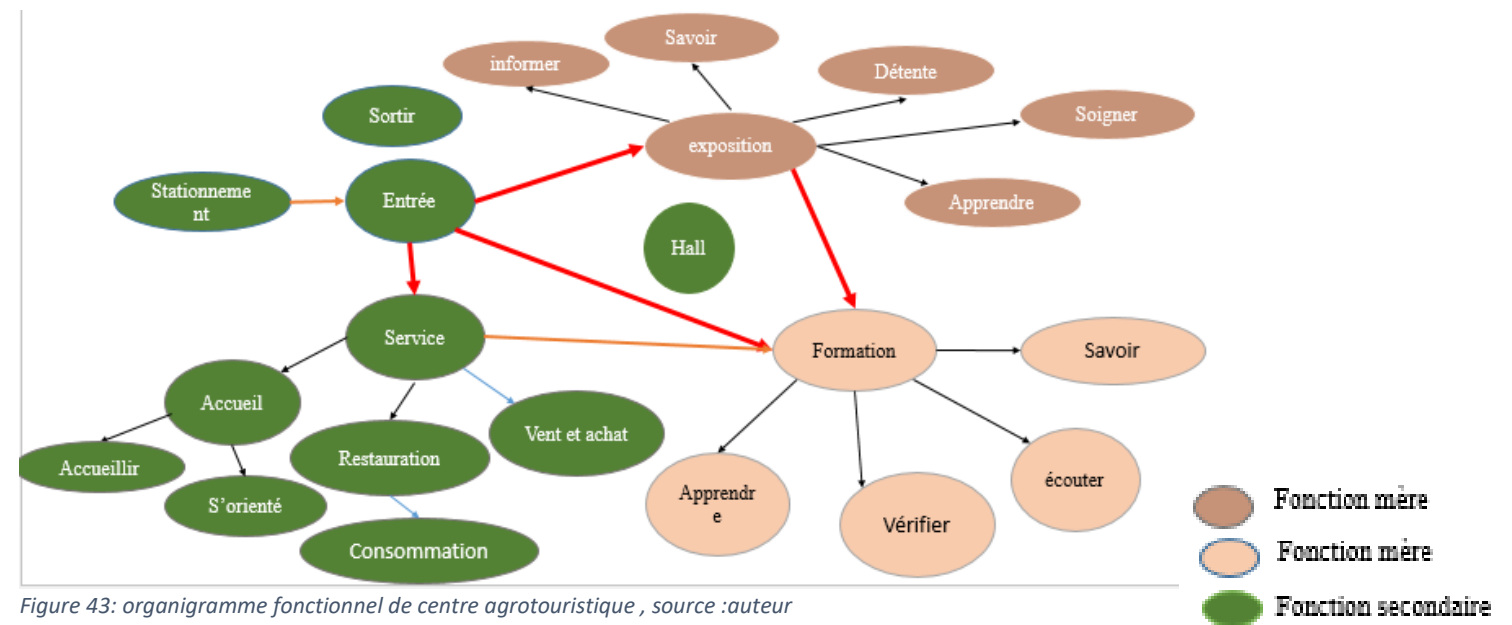 Savoir
informer
Détente
Sortir
Soigner
exposition
Stationneme
nt
Entrée
Apprendre
Hall
Service
Formation
Savoir
Accueil
Vent et achat
Restauration
Accueillir
S’orienté
Apprendr
e
Vérifier
écouter
Consommation
Fonction mère
Fonction mère
Fonction secondaire
Figure 43: organigramme fonctionnel de centre agrotouristique , source :auteur